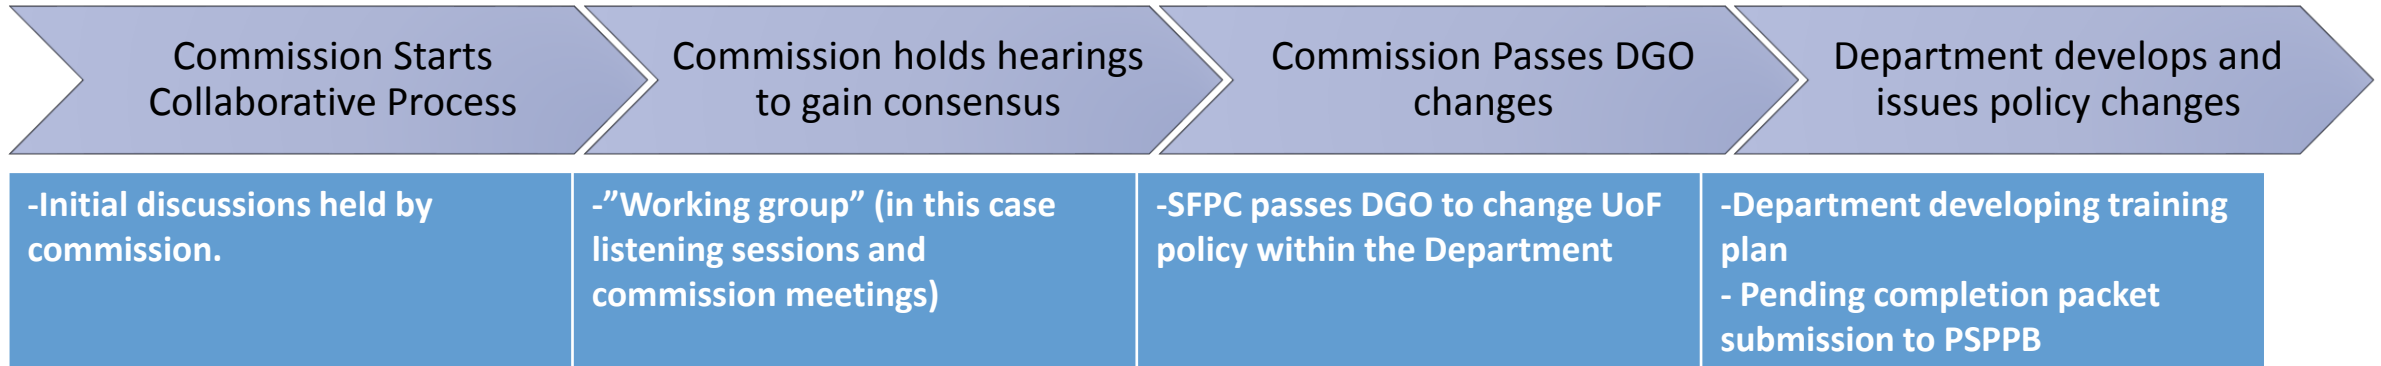 Commission Starts
Collaborative Process
Commission holds hearings
to gain consensus
Commission Passes DGO
changes
Department develops and
issues policy changes
-Initial discussions held by
commission.
-”Working group” (in this case
listening sessions and
commission meetings)
-SFPC passes DGO to change UoF
policy within the Department
-Department developing training
plan
- Pending completion packet
submission to PSPPB